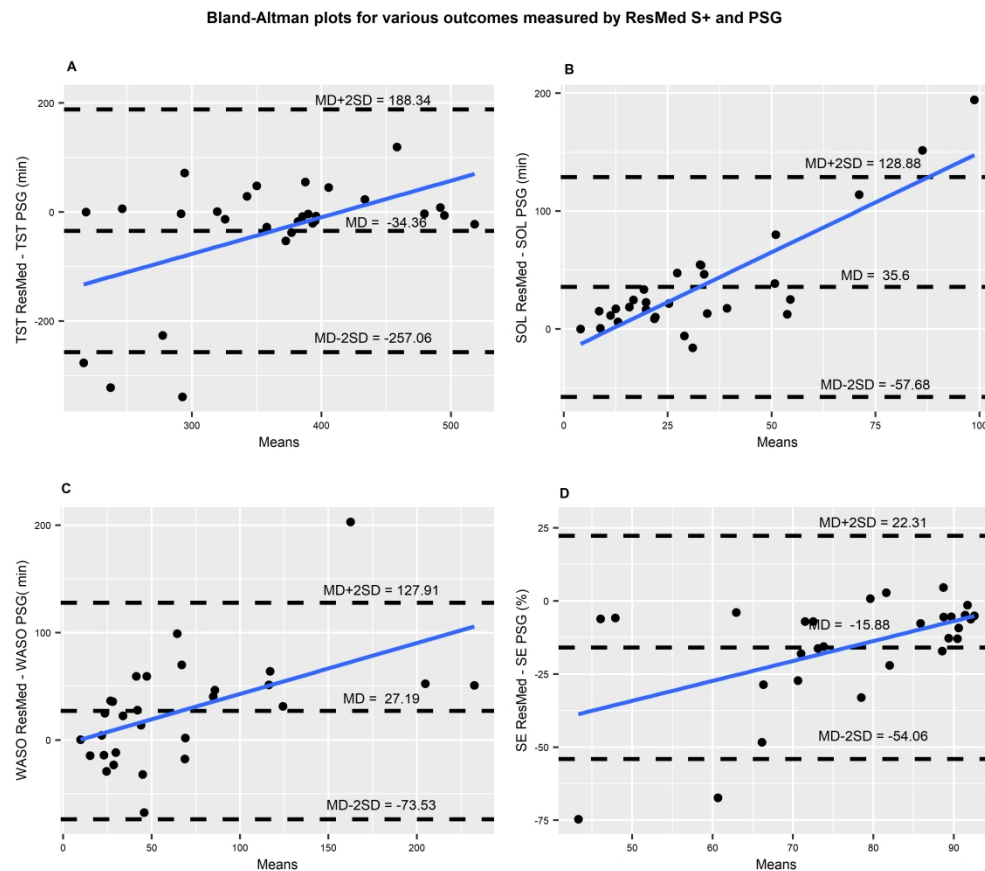 Bland-Altman plots for various outcomes measured by ResMed S+ and PSG
A
TST ResMed - TST PSG (min)
200
0
-200
MD+2SD = 188.34
MD = -34.36
MD-2SD = -257.06
300
400
500
Means
B
SOL ResMed - SOL PSG (min)
200
100
0
MD+2SD = 128.88
MD = 35.6
MD-2SD = -57.68
0
25
50
75
100
Means
C
WASO ResMed - WASO PSG( min)
200
100
0
MD+2SD = 127.91
MD = 27.19
MD-2SD = -73.53
0
50
100
150
200
Means
D
SE ResMed - SE PSG (%)
25
0
-25
-50
-75
MD+2SD = 22.31
MD = -15.88
MD-2SD = -54.06
50
60
70
80
90
Means